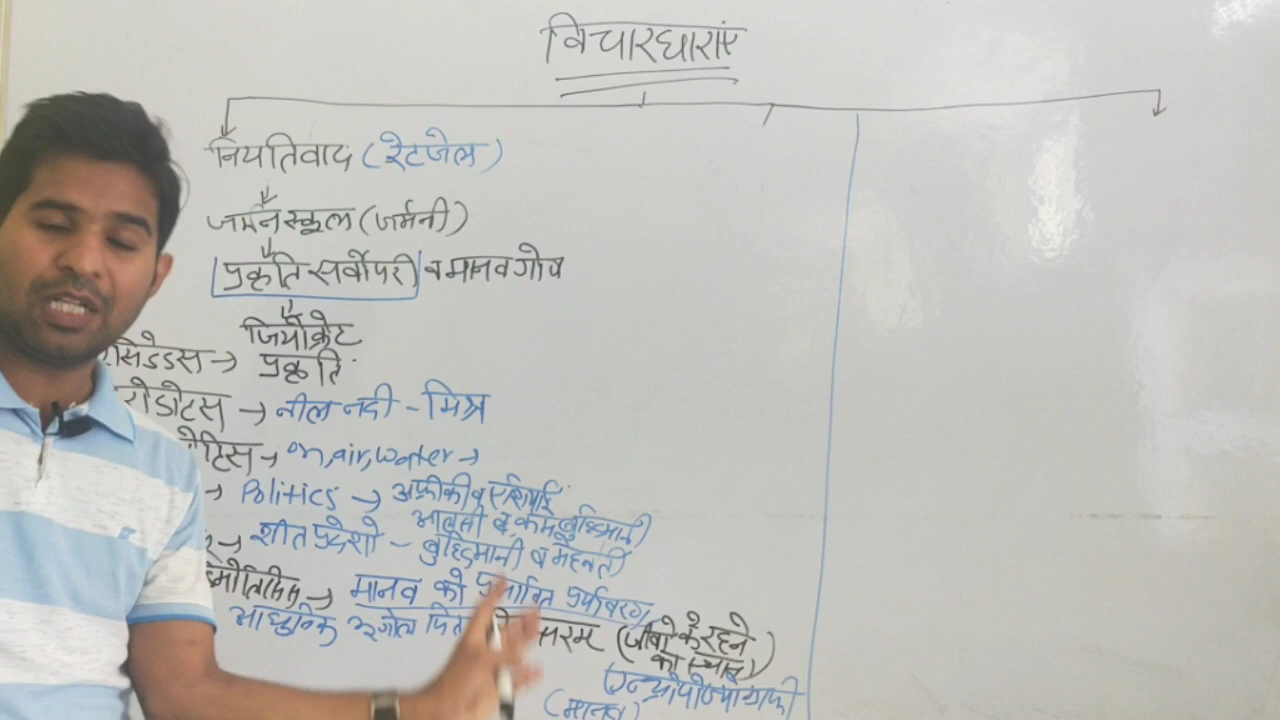 विचारधाराएं
नियतिवाद (रेटजेल)
जर्मन स्कूल (जर्मनी)
प्रकृति सर्वोपरी व मानव गौण
जियोक्रेट
→ प्रकृति
→ नील नदी - मिश्र
→ on, air, water →
→ Politics → अफ्रीकी व एशियाई
आलसी व कम बुद्धिमानी
→ शीत प्रदेशो - बुद्धिमानी व मेहनती
→ मानव को प्रभावित पर्यावरण
आधुनिक भूगोल पिता
(जीवो के रहने
का स्थान)
एन्थ्रोपोज्योग्राफी
(मानव)